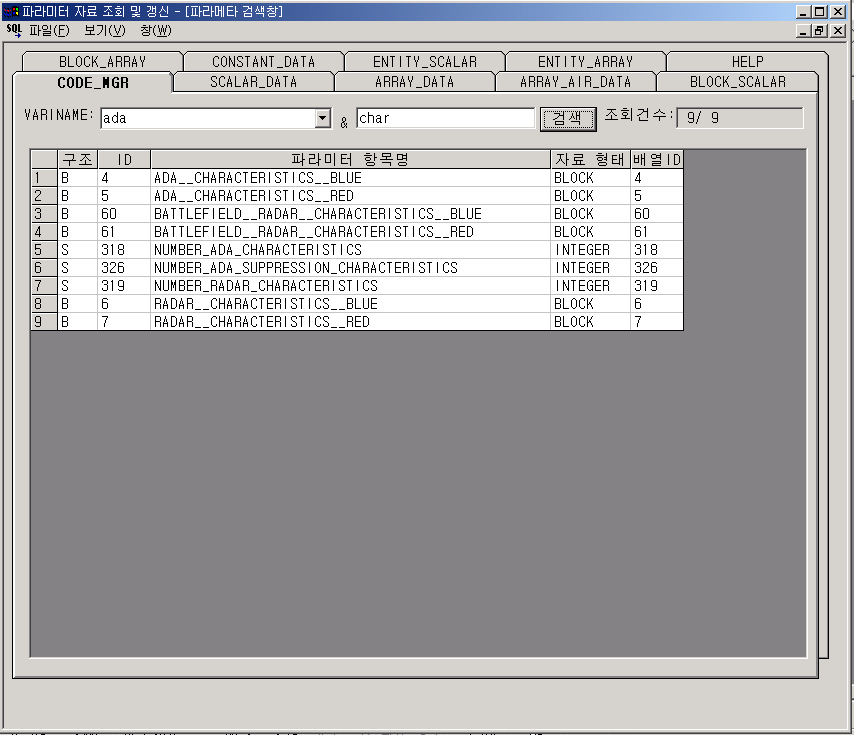 파라미터 자료 조회 및 갱신 - [파라메타 검색창]
SQL 파일(F) 보기(V) 창(W)
BLOCK_ARRAY CONSTANT_DATA ENTITY_SCALAR ENTITY_ARRAY HELP
CODE_MGR SCALAR_DATA ARRAY_DATA ARRAY_AIR_DATA BLOCK_SCALAR
VARINAME: ada & char 검색 조회건수: 9/ 9
구조 ID 파라미터 항목명 자료 형태 배열ID
1 B 4 ADA__CHARACTERISTICS__BLUE BLOCK 4
2 B 5 ADA__CHARACTERISTICS__RED BLOCK 5
3 B 60 BATTLEFIELD__RADAR__CHARACTERISTICS__BLUE BLOCK 60
4 B 61 BATTLEFIELD__RADAR__CHARACTERISTICS__RED BLOCK 61
5 S 318 NUMBER_ADA_CHARACTERISTICS INTEGER 318
6 S 326 NUMBER_ADA_SUPPRESSION_CHARACTERISTICS INTEGER 326
7 S 319 NUMBER_RADAR_CHARACTERISTICS INTEGER 319
8 B 6 RADAR__CHARACTERISTICS__BLUE BLOCK 6
9 B 7 RADAR__CHARACTERISTICS__RED BLOCK 7